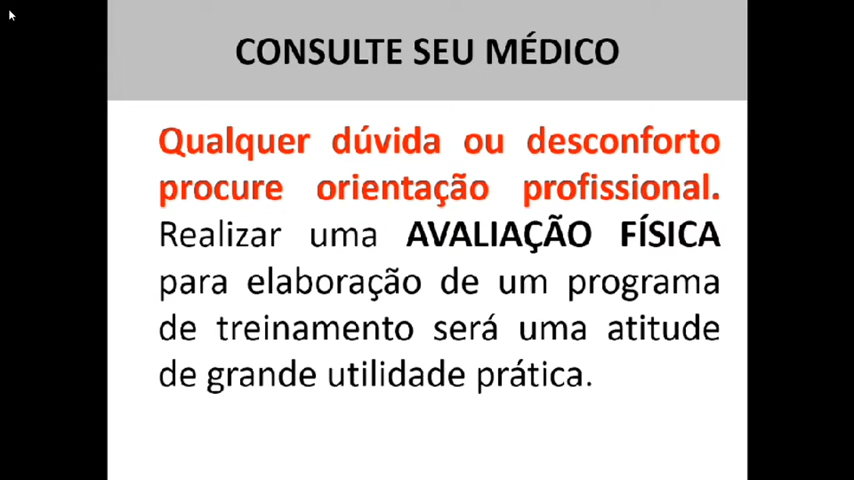 CONSULTE SEU MÉDICO
Qualquer dúvida ou desconforto
procure orientação profissional.
Realizar uma AVALIAÇÃO FÍSICA
para elaboração de um programa
de treinamento será uma atitude
de grande utilidade prática.